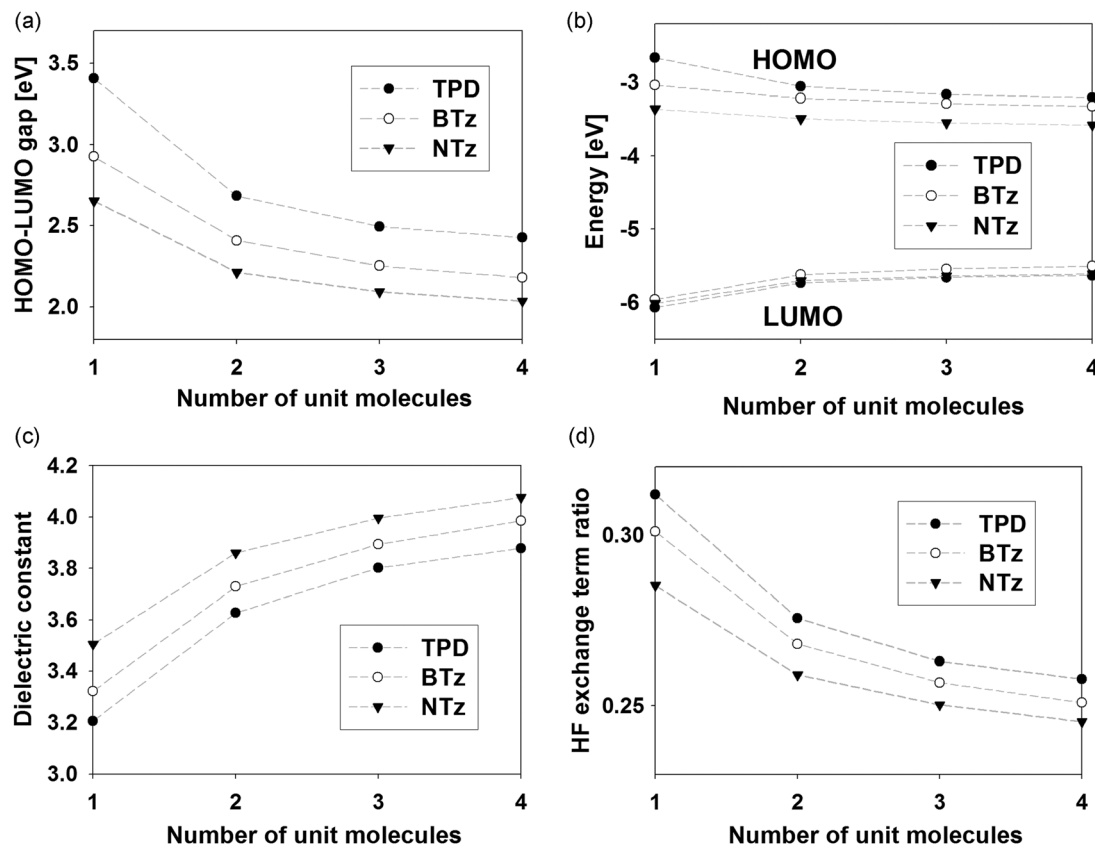 (a)
HOMO-LUMO gap [eV]
3.5
3.0
2.5
2.0
TPD
BTz
NTz
1 2 3 4
Number of unit molecules
(b)
Energy [eV]
-3
-4
-5
-6
HOMO
TPD
BTz
NTz
LUMO
1 2 3 4
Number of unit molecules
(c)
Dielectric constant
4.2
4.0
3.8
3.6
3.4
3.2
3.0
TPD
BTz
NTz
1 2 3 4
Number of unit molecules
(d)
HF exchange term ratio
0.30
0.25
TPD
BTz
NTz
1 2 3 4
Number of unit molecules